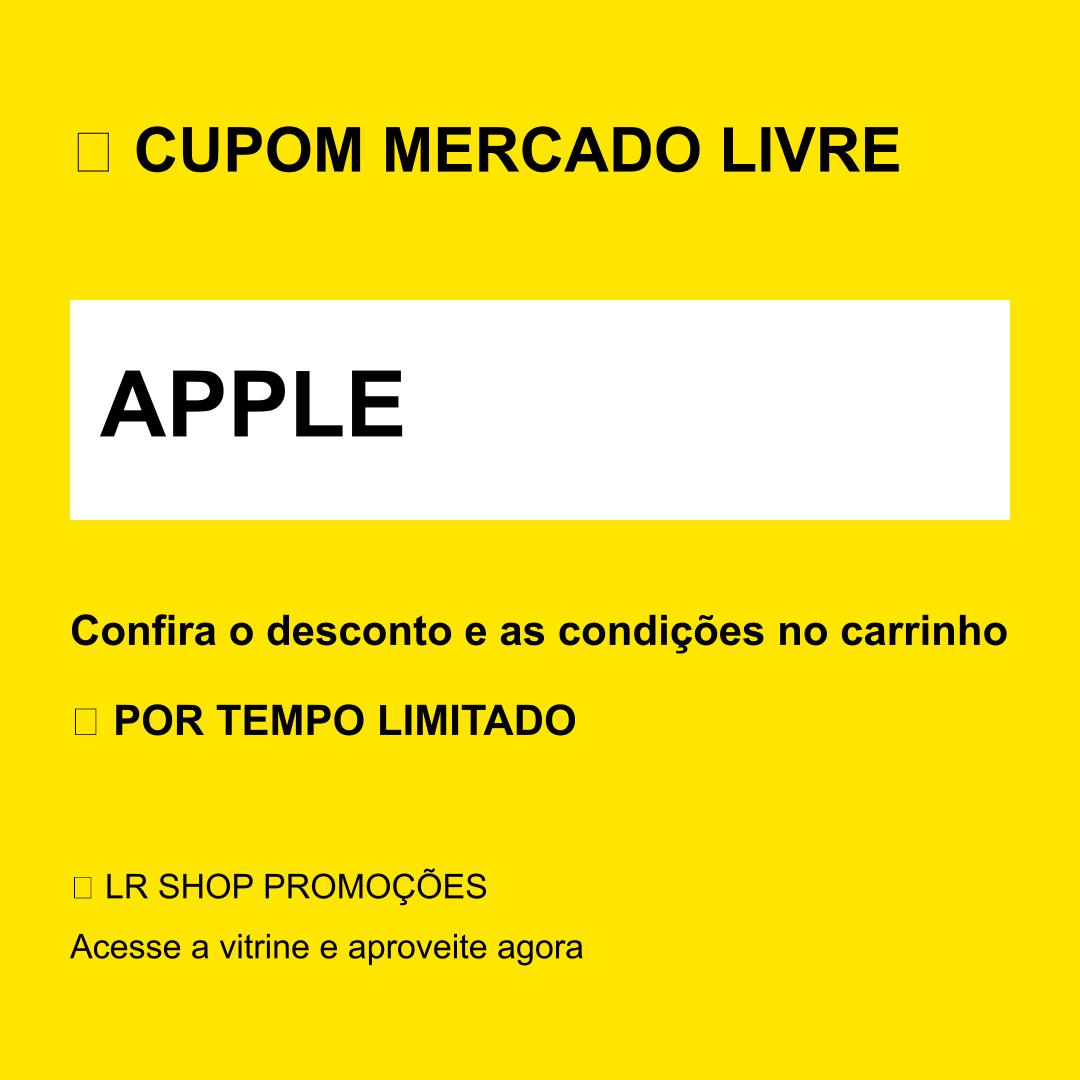 □ CUPOM MERCADO LIVRE
APPLE
Confira o desconto e as condições no carrinho
□ POR TEMPO LIMITADO
□ LR SHOP PROMOÇÕES
Acesse a vitrine e aproveite agora